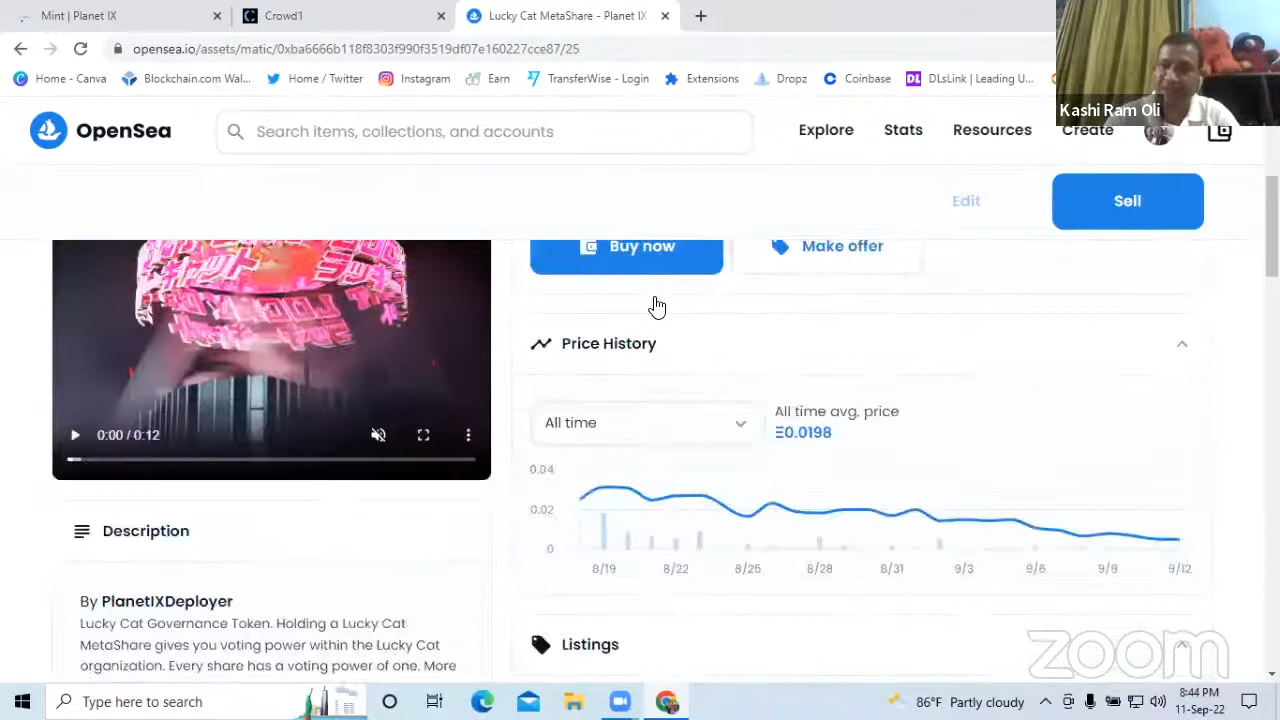 Mint | Planet IX
Crowd1
Lucky Cat MetaShare - Planet IX
opensea.io/assets/matic/0xba6666b118f8303f990f3519df07e160227cce87/25
Home - Canva
Blockchain.com Wal...
Home / Twitter
Instagram
Earn
TransferWise - Login
Extensions
Dropz
Coinbase
DLsLink | Leading U...
Kashi Ram Oli
OpenSea
Search items, collections, and accounts
Explore
Stats
Resources
Create
Edit
Sell
Buy now
Make offer
Price History
All time
All time avg. price
Ξ0.0198
0.04
0.02
0
8/19
8/22
8/25
8/28
8/31
9/3
9/6
9/9
9/12
0:00 / 0:12
Description
By PlanetIXDeployer
Lucky Cat Governance Token. Holding a Lucky Cat
MetaShare gives you voting power within the Lucky Cat
organization. Every share has a voting power of one. More
Listings
zoom
Type here to search
86°F Partly cloudy
8:44 PM
11-Sep-22